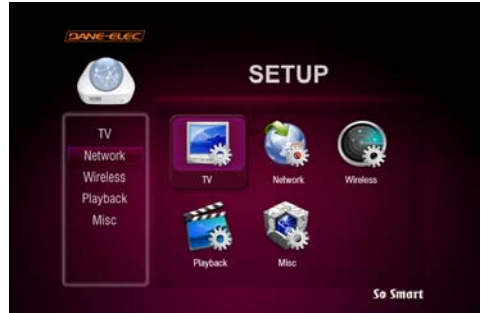 DANE-ELEC
SETUP
TV
Network
Wireless
Playback
Misc
TV
Network
Wireless
Playback
Misc
So Smart